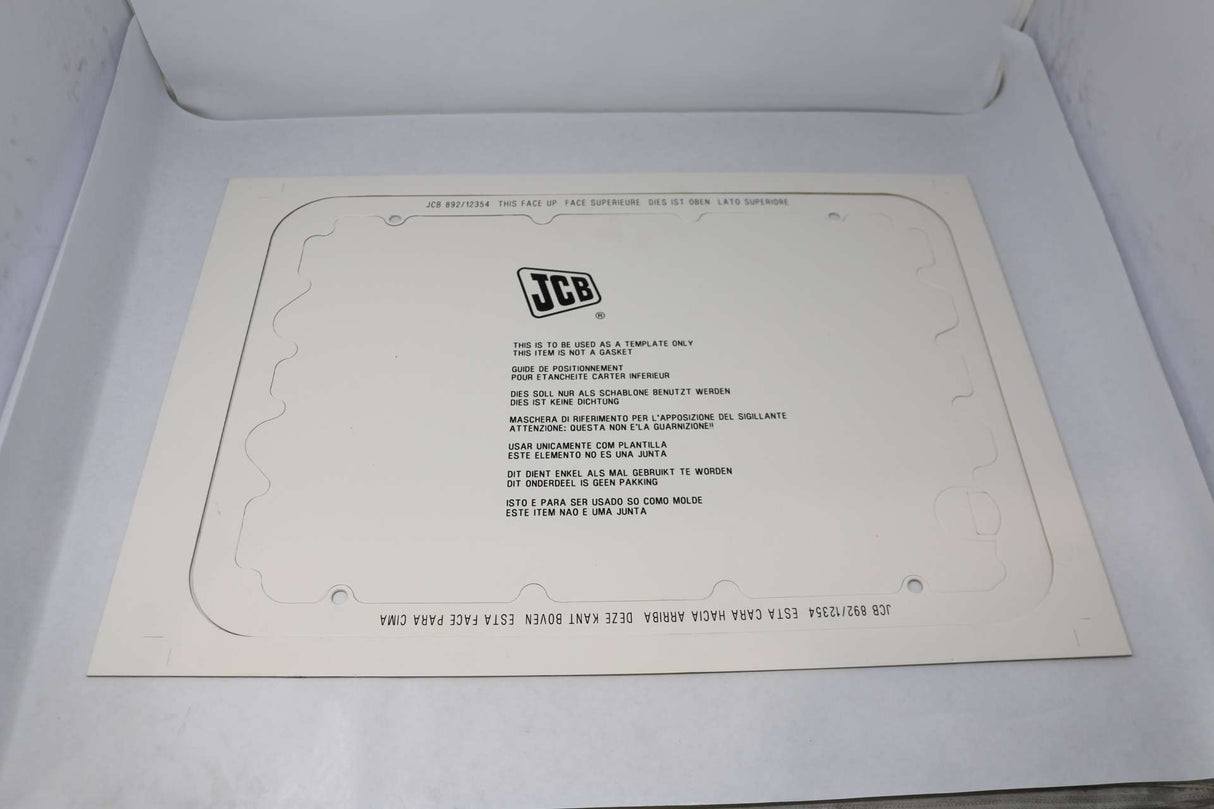 JCB 892/12354 THIS FACE UP FACE SUPERIEURE DIES IST OBEN LATO SUPERIORE
JCB
®
THIS IS TO BE USED AS A TEMPLATE ONLY
THIS ITEM IS NOT A GASKET
GUIDE DE POSITIONNEMENT
POUR ETANCHEITE CARTER INFERIEUR
DIES SOLL NUR ALS SCHABLONE BENUTZT WERDEN
DIES IST KEINE DICHTUNG
MASCHERA DI RIFERIMENTO PER L'APPOSIZIONE DEL SIGILLANTE
ATTENZIONE: QUESTA NON E'LA GUARNIZIONE!!
USAR UNICAMENTE COM PLANTILLA
ESTE ELEMENTO NO ES UNA JUNTA
DIT DIENT ENKEL ALS MAL GEBRUIKT TE WORDEN
DIT ONDERDEEL IS GEEN PAKKING
ISTO E PARA SER USADO SO COMO MOLDE
ESTE ITEM NAO E UMA JUNTA
JCB 892/12354 ESTA CARA HACIA ARRIBA DEZE KANT BOVEN ESTA FACE PARA CIMA